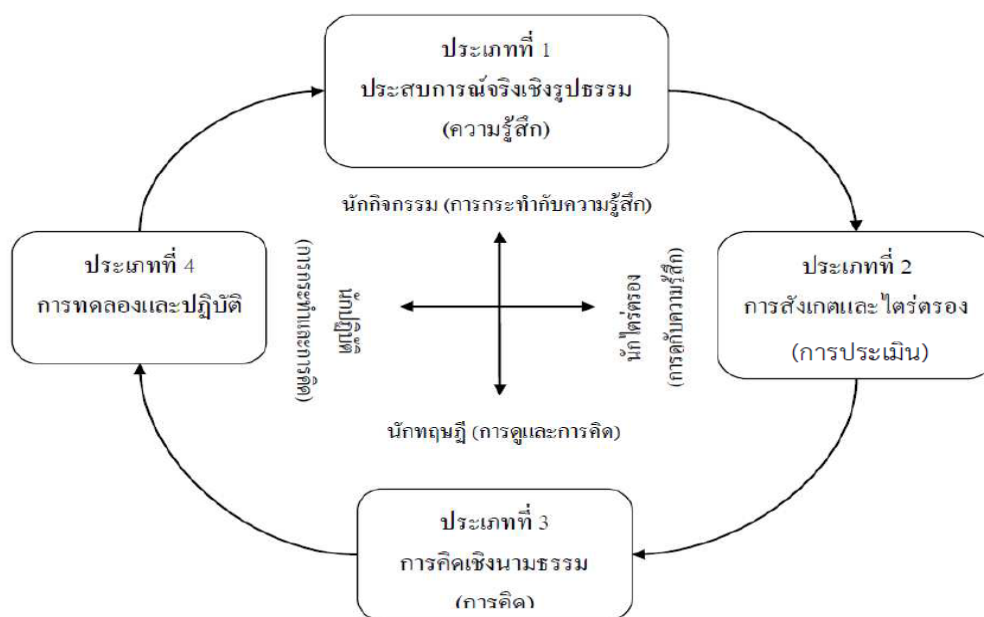 ประเภทที่ 1
ประสบการณ์จริงเชิงรูปธรรม
(ความรู้สึก)
นักกิจกรรม (การกระทำกับความรู้สึก)
ประเภทที่ 4
การทดลองและปฏิบัติ
นักปฏิบัติ
(การกระทำและการคิด)
นักไตร่ตรอง
(การดูกับความรู้สึก)
ประเภทที่ 2
การสังเกตและไตร่ตรอง
(การประเมิน)
นักทฤษฎี (การดูและการคิด)
ประเภทที่ 3
การคิดเชิงนามธรรม
(การคิด)